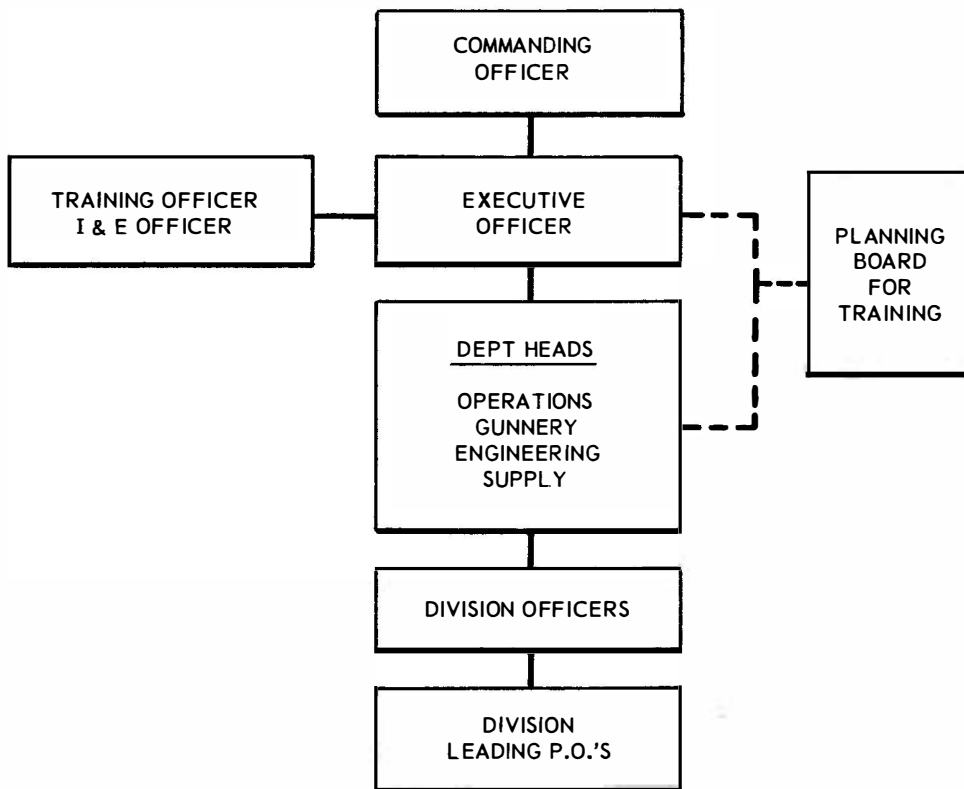 COMMANDING
OFFICER
TRAINING OFFICER
I & E OFFICER
EXECUTIVE
OFFICER
PLANNING
BOARD
FOR
TRAINING
DEPT HEADS
OPERATIONS
GUNNERY
ENGINEERING
SUPPLY
DIVISION OFFICERS
DIVISION
LEADING P.O.'S